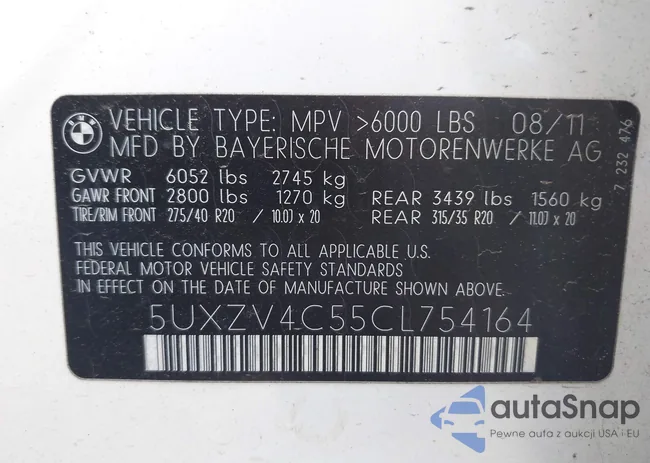 BMW
VEHICLE TYPE: MPV >6000 LBS 08/11
MFD BY BAYERISCHE MOTORENWERKE AG
GVWR 6052 lbs 2745 kg
GAWR FRONT 2800 lbs 1270 kg REAR 3439 lbs 1560 kg
TIRE/RIM FRONT 275/40 R20 / 10.0J x 20 REAR 315/35 R20 / 11.0J x 20
7 232 476
THIS VEHICLE CONFORMS TO ALL APPLICABLE U.S.
FEDERAL MOTOR VEHICLE SAFETY STANDARDS
IN EFFECT ON THE DATE OF MANUFACTURE SHOWN ABOVE.
5UXZV4C55CL754164
autoSnap
Pewne auta z aukcji USA i EU